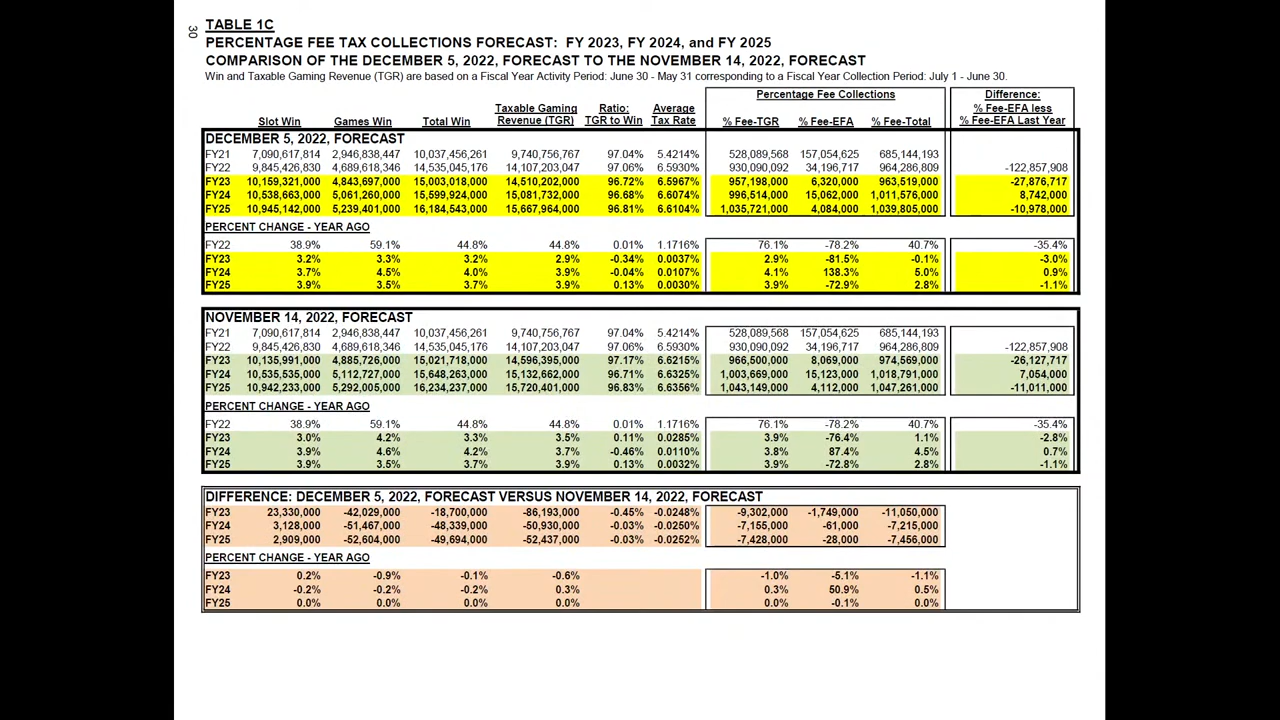 30
TABLE 1C
PERCENTAGE FEE TAX COLLECTIONS FORECAST: FY 2023, FY 2024, and FY 2025
COMPARISON OF THE DECEMBER 5, 2022, FORECAST TO THE NOVEMBER 14, 2022, FORECAST
Win and Taxable Gaming Revenue (TGR) are based on a Fiscal Year Activity Period: June 30 - May 31 corresponding to a Fiscal Year Collection Period: July 1 - June 30.
Percentage Fee Collections Difference:
Taxable Gaming Ratio: Average % Fee-EFA less
Slot Win Games Win Total Win Revenue (TGR) TGR to Win Tax Rate % Fee-TGR % Fee-EFA % Fee-Total % Fee-EFA Last Year
DECEMBER 5, 2022, FORECAST
FY21 7,090,617,814 2,946,838,447 10,037,456,261 9,740,756,767 97.04% 5.4214% 528,089,568 157,054,625 685,144,193
FY22 9,845,426,830 4,689,618,346 14,535,045,176 14,107,203,047 97.06% 6.5930% 930,090,092 34,196,717 964,286,809 -122,857,908
FY23 10,159,321,000 4,843,697,000 15,003,018,000 14,510,202,000 96.72% 6.5967% 957,198,000 6,320,000 963,519,000 -27,876,717
FY24 10,538,663,000 5,061,260,000 15,599,924,000 15,081,732,000 96.68% 6.6074% 996,514,000 15,062,000 1,011,576,000 8,742,000
FY25 10,945,142,000 5,239,401,000 16,184,543,000 15,667,964,000 96.81% 6.6104% 1,035,721,000 4,084,000 1,039,805,000 -10,978,000
PERCENT CHANGE - YEAR AGO
FY22 38.9% 59.1% 44.8% 44.8% 0.01% 1.1716% 76.1% -78.2% 40.7% -35.4%
FY23 3.2% 3.3% 3.2% 2.9% -0.34% 0.0037% 2.9% -81.5% -0.1% -3.0%
FY24 3.7% 4.5% 4.0% 3.9% -0.04% 0.0107% 4.1% 138.3% 5.0% 0.9%
FY25 3.9% 3.5% 3.7% 3.9% 0.13% 0.0030% 3.9% -72.9% 2.8% -1.1%
NOVEMBER 14, 2022, FORECAST
FY21 7,090,617,814 2,946,838,447 10,037,456,261 9,740,756,767 97.04% 5.4214% 528,089,568 157,054,625 685,144,193
FY22 9,845,426,830 4,689,618,346 14,535,045,176 14,107,203,047 97.06% 6.5930% 930,090,092 34,196,717 964,286,809 -122,857,908
FY23 10,135,991,000 4,885,726,000 15,021,718,000 14,596,395,000 97.17% 6.6215% 966,500,000 8,069,000 974,569,000 -26,127,717
FY24 10,535,535,000 5,112,727,000 15,648,263,000 15,132,662,000 96.71% 6.6325% 1,003,669,000 15,123,000 1,018,791,000 7,054,000
FY25 10,942,233,000 5,292,005,000 16,234,237,000 15,720,401,000 96.83% 6.6356% 1,043,149,000 4,112,000 1,047,261,000 -11,011,000
PERCENT CHANGE - YEAR AGO
FY22 38.9% 59.1% 44.8% 44.8% 0.01% 1.1716% 76.1% -78.2% 40.7% -35.4%
FY23 3.0% 4.2% 3.3% 3.5% 0.11% 0.0285% 3.9% -76.4% 1.1% -2.8%
FY24 3.9% 4.6% 4.2% 3.7% -0.46% 0.0110% 3.8% 87.4% 4.5% 0.7%
FY25 3.9% 3.5% 3.7% 3.9% 0.13% 0.0032% 3.9% -72.8% 2.8% -1.1%
DIFFERENCE: DECEMBER 5, 2022, FORECAST VERSUS NOVEMBER 14, 2022, FORECAST
FY23 23,330,000 -42,029,000 -18,700,000 -86,193,000 -0.45% -0.0248% -9,302,000 -1,749,000 -11,050,000
FY24 3,128,000 -51,467,000 -48,339,000 -50,930,000 -0.03% -0.0250% -7,155,000 -61,000 -7,215,000
FY25 2,909,000 -52,604,000 -49,694,000 -52,437,000 -0.03% -0.0252% -7,428,000 -28,000 -7,456,000
PERCENT CHANGE - YEAR AGO
FY23 0.2% -0.9% -0.1% -0.6% -1.0% -5.1% -1.1%
FY24 -0.2% -0.2% -0.2% 0.3% 0.3% 50.9% 0.5%
FY25 0.0% 0.0% 0.0% 0.0% 0.0% -0.1% 0.0%